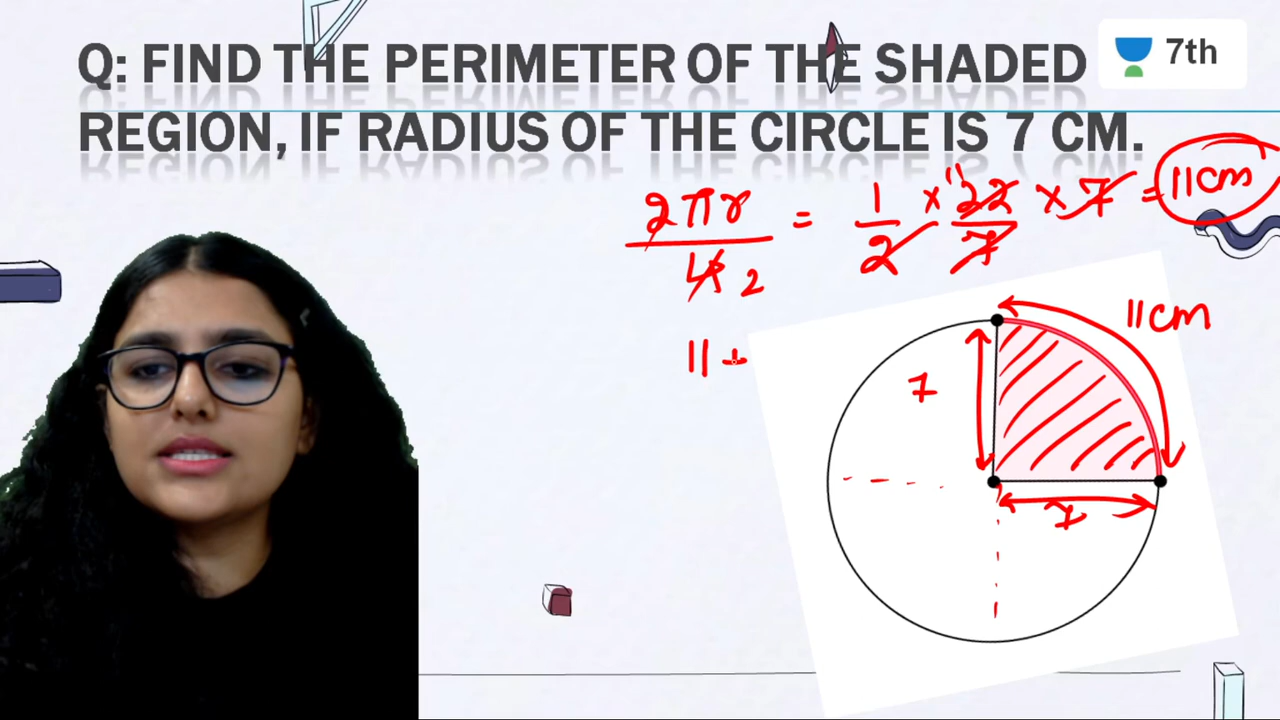 Q: FIND THE PERIMETER OF THE SHADED
7th
REGION, IF RADIUS OF THE CIRCLE IS 7 CM.
2πr/4 2 = 1/2 × 22/7 11 × 7 = 11cm
11 +
11cm
7
7